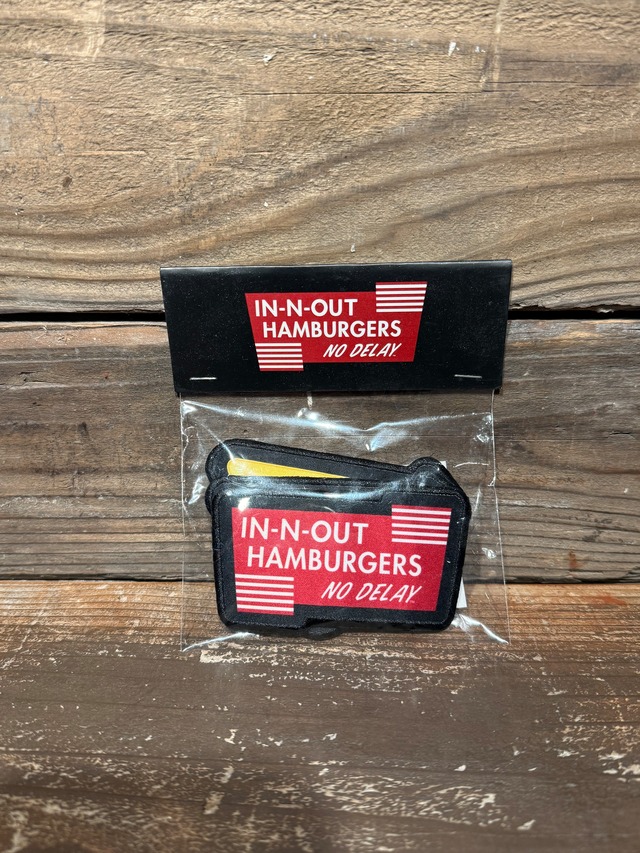 IN-N-OUT
HAMBURGERS
NO DELAY.
IN-N-OUT
HAMBURGERS
NO DELAY.